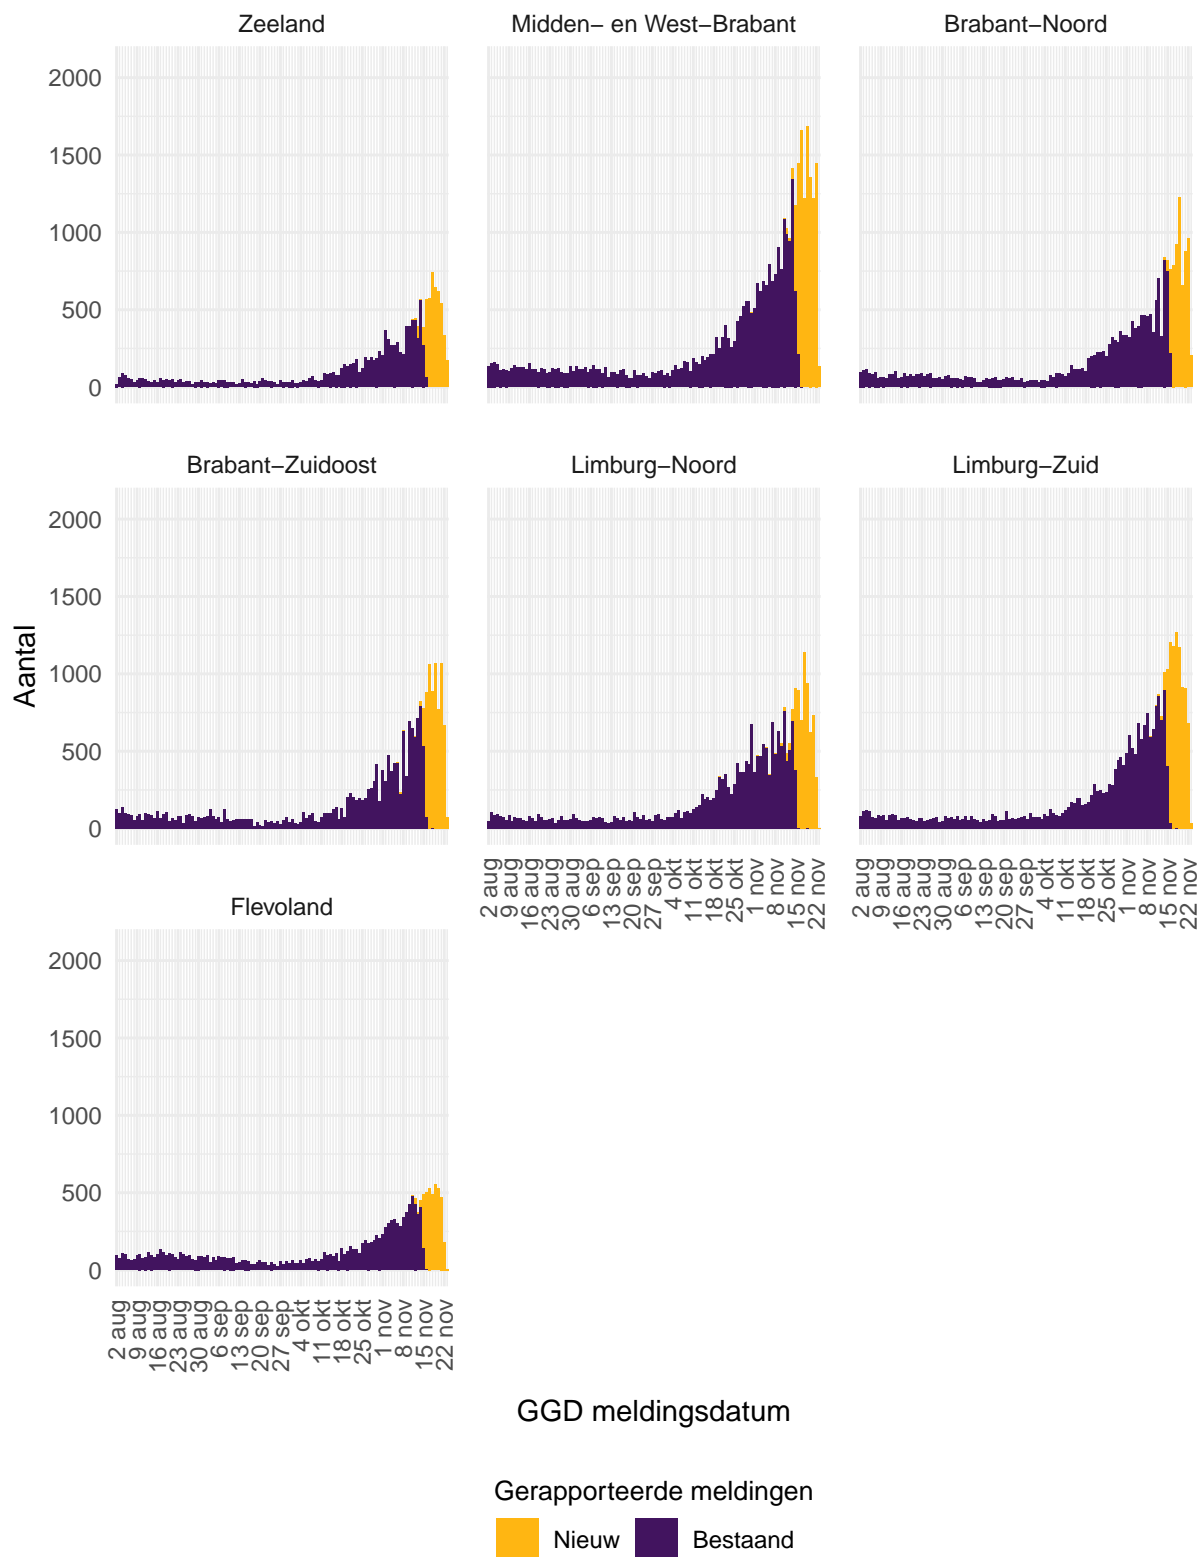 Zeeland
Midden− en West−Brabant
Brabant−Noord
2000
1500
1000
500
0
Brabant−Zuidoost
Limburg−Noord
Limburg−Zuid
2000
1500
1000
500
0
Aantal
2 aug
9 aug
16 aug
23 aug
30 aug
6 sep
13 sep
20 sep
27 sep
4 okt
11 okt
18 okt
25 okt
1 nov
8 nov
15 nov
22 nov
2 aug
9 aug
16 aug
23 aug
30 aug
6 sep
13 sep
20 sep
27 sep
4 okt
11 okt
18 okt
25 okt
1 nov
8 nov
15 nov
22 nov
Flevoland
2000
1500
1000
500
0
2 aug
9 aug
16 aug
23 aug
30 aug
6 sep
13 sep
20 sep
27 sep
4 okt
11 okt
18 okt
25 okt
1 nov
8 nov
15 nov
22 nov
GGD meldingsdatum
Gerapporteerde meldingen
Nieuw
Bestaand